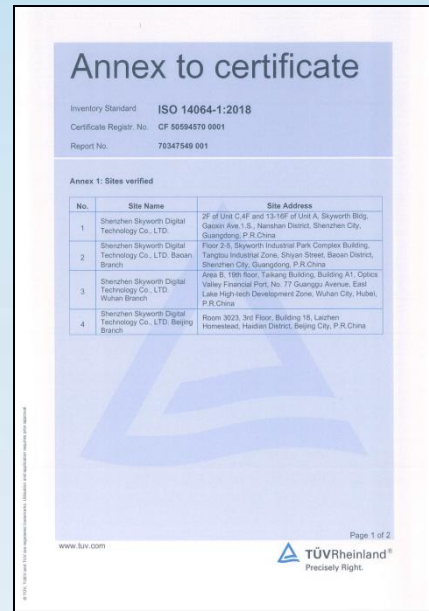 Annex to certificate
Inventory Standard ISO 14064-1:2018
Certificate Registr. No. CF 50594570 0001
Report No. 70347549 001
Annex 1: Sites verified
No. Site Name Site Address
1 Shenzhen Skyworth Digital Technology Co., LTD. 2F of Unit C,4F and 13-16F of Unit A, Skyworth Bldg,
Gaoxin Ave.1.S., Nanshan District, Shenzhen City,
Guangdong, P.R.China
2 Shenzhen Skyworth Digital Technology Co., LTD. Baoan Branch Floor 2-5, Skyworth Industrial Park Complex Building,
Tangtou Industrial Zone, Shiyan Street, Baoan District,
Shenzhen City, Guangdong, P.R.China
3 Shenzhen Skyworth Digital Technology Co., LTD. Wuhan Branch Area B, 10th floor, Taikang Building, Building A1, Optics
Valley Financial Port, No. 77 Guanggu Avenue, East
Lake High-tech Development Zone, Wuhan City, Hubei,
P.R.China
4 Shenzhen Skyworth Digital Technology Co., LTD. Beijing Branch Room 3023, 3rd Floor, Building 18, Laizhen
Homestead, Haidian District, Beijing City, P.R.China
Page 1 of 2
www.tuv.com
TÜVRheinland®
Precisely Right.